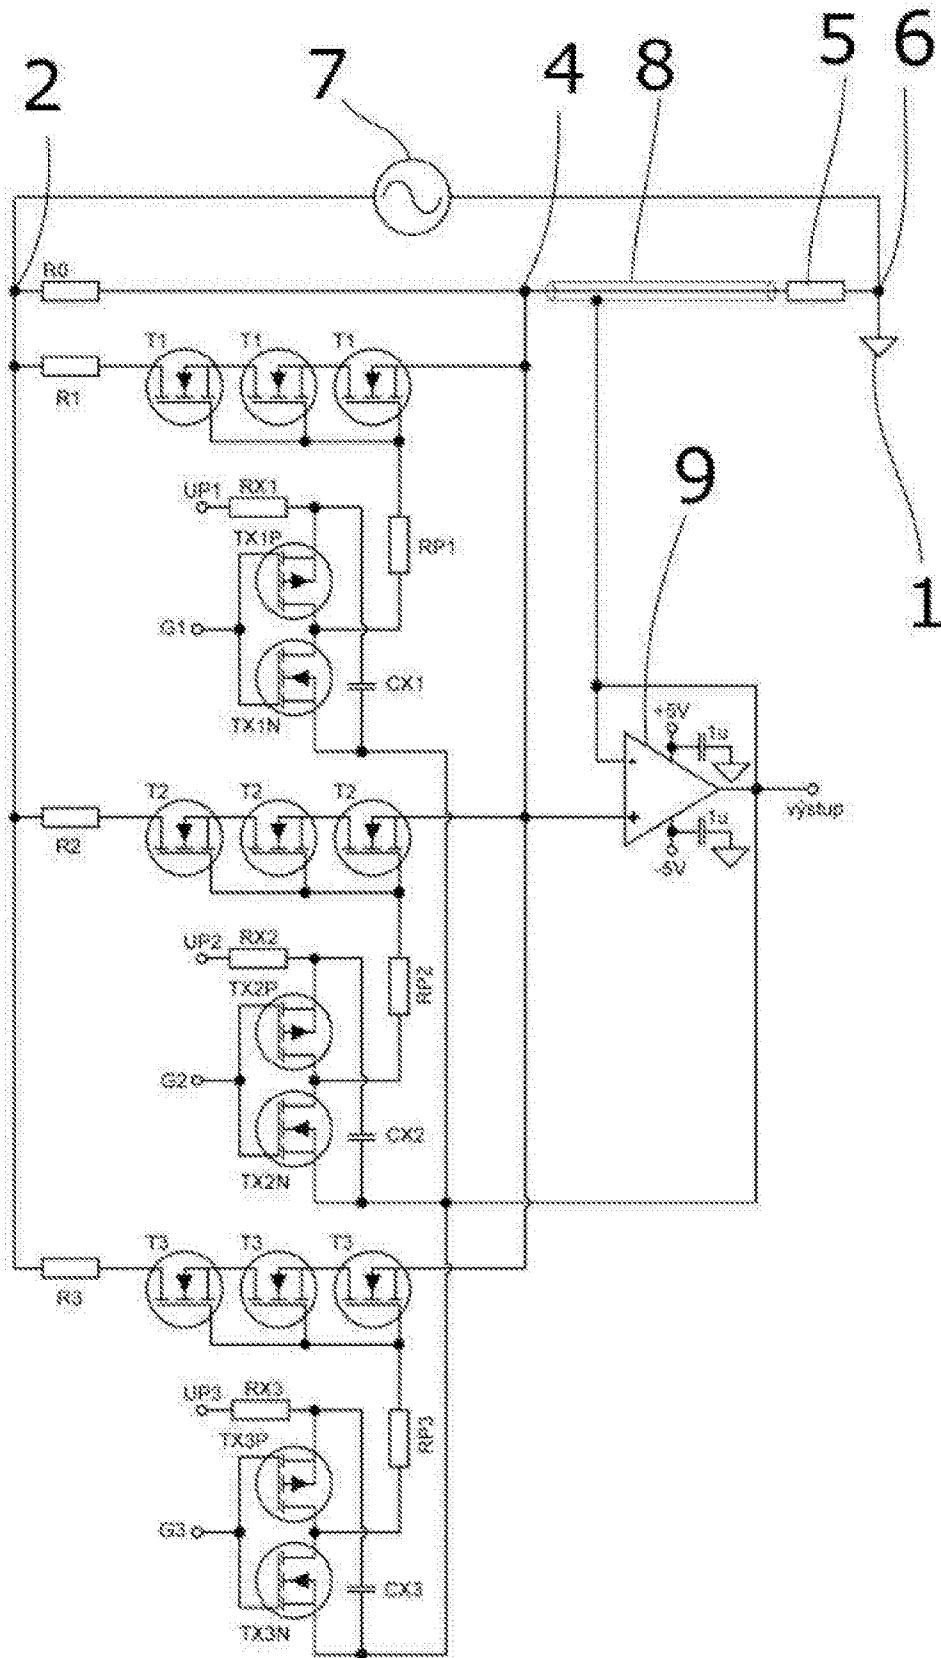 2
7
4
8
5
6
R0
T1
T1
T1
R1
9
UP1
RX1
TX1P
RP1
1
G1
CX1
TX1N
+5V
1u
T2
T2
T2
- 
+
výstup
R2
1u
-5V
UP2
RX2
TX2P
RP2
G2
CX2
TX2N
T3
T3
T3
R3
UP3
RX3
TX3P
RP3
G3
CX3
TX3N